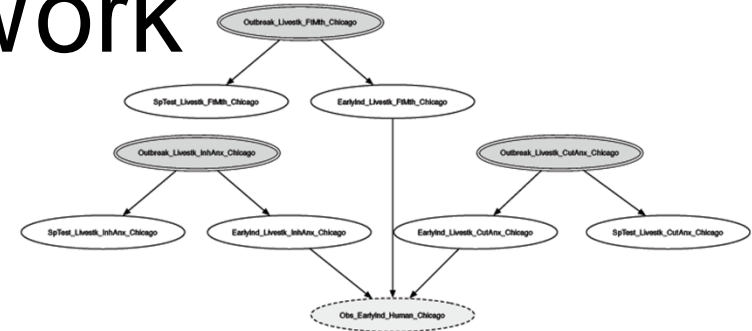 work
Outbreak_Livestk_FtMth_Chicago
SpTest_Livestk_FtMth_Chicago
EarlyInd_Livestk_FtMth_Chicago
Outbreak_Livestk_InhAnx_Chicago
Outbreak_Livestk_CutAnx_Chicago
SpTest_Livestk_InhAnx_Chicago
EarlyInd_Livestk_InhAnx_Chicago
EarlyInd_Livestk_CutAnx_Chicago
SpTest_Livestk_CutAnx_Chicago
Obs_EarlyInd_Human_Chicago